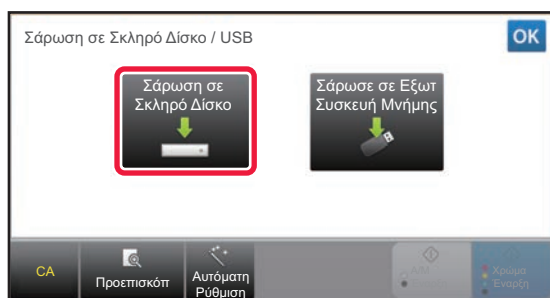 Σάρωση σε Σκληρό Δίσκο / USB
OK
Σάρωση σε
Σκληρό Δίσκο
Σάρωσε σε Εξωτ
Συσκευή Μνήμης
CA
Προεπισκόπ
Αυτόματη
Ρύθμιση
Χρώμα
Έναρξη